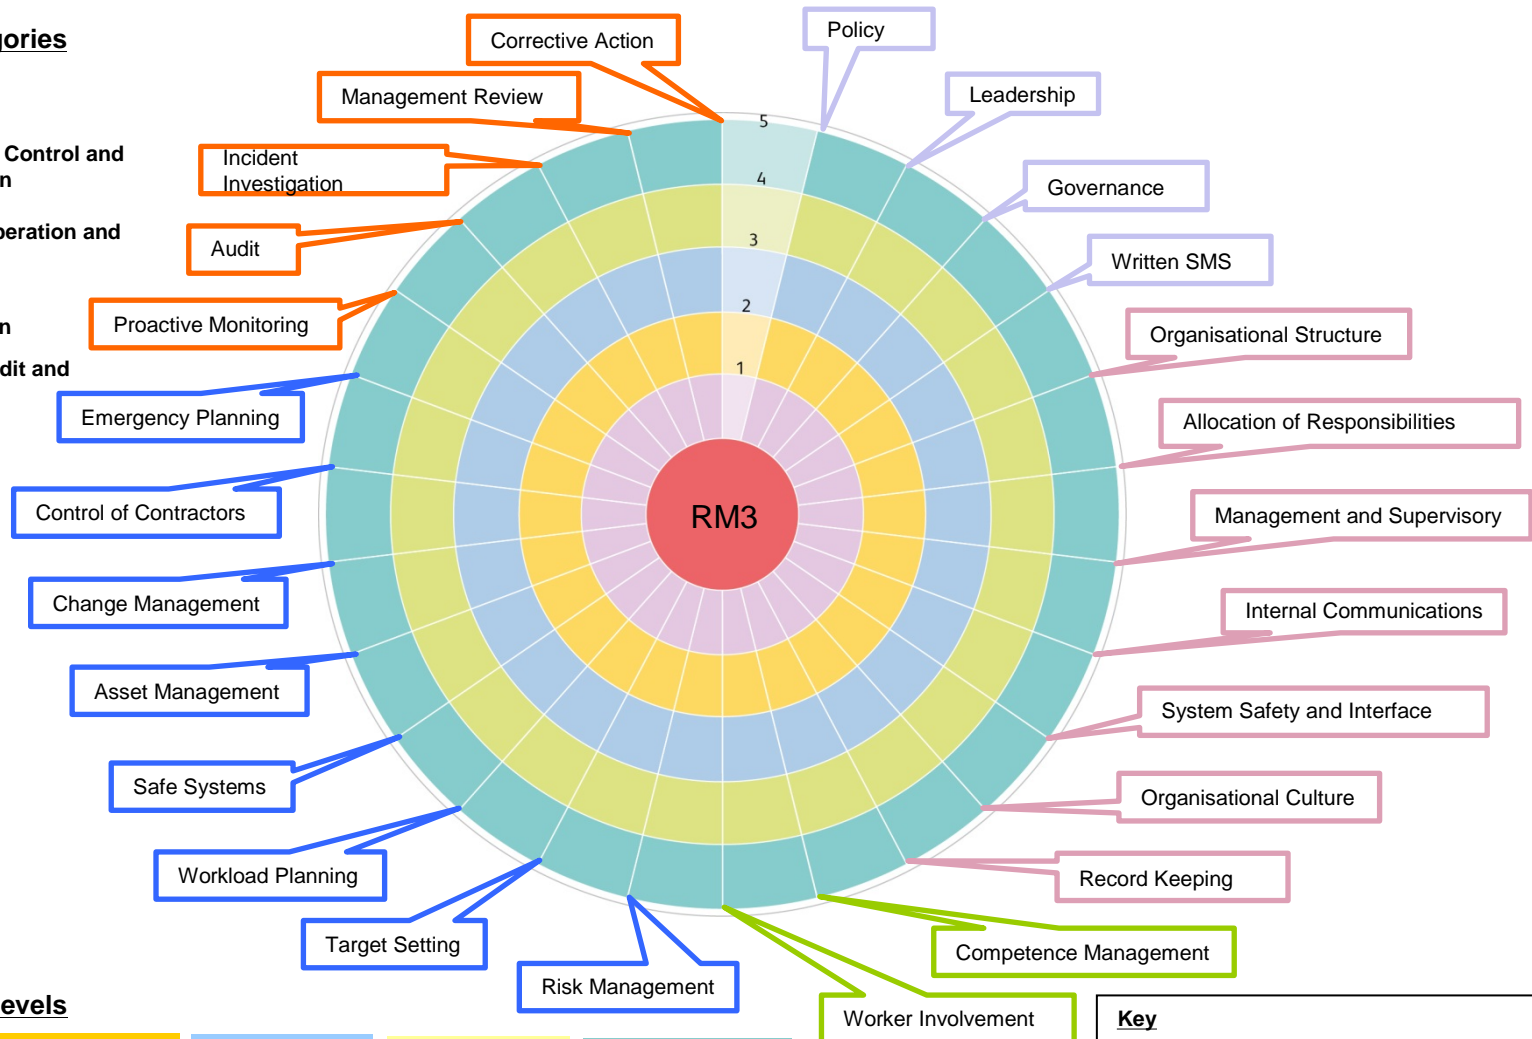 gories
Control and
n
peration and
n
dit and
Corrective Action
Management Review
Incident
Investigation
Audit
Proactive Monitoring
Emergency Planning
Control of Contractors
Change Management
Asset Management
Safe Systems
Workload Planning
Target Setting
Risk Management
Policy
Leadership
Governance
Written SMS
Organisational Structure
Allocation of Responsibilities
Management and Supervisory
Internal Communications
System Safety and Interface
Organisational Culture
Record Keeping
Competence Management
Worker Involvement
5
4
3
2
1
RM3
evels
Key